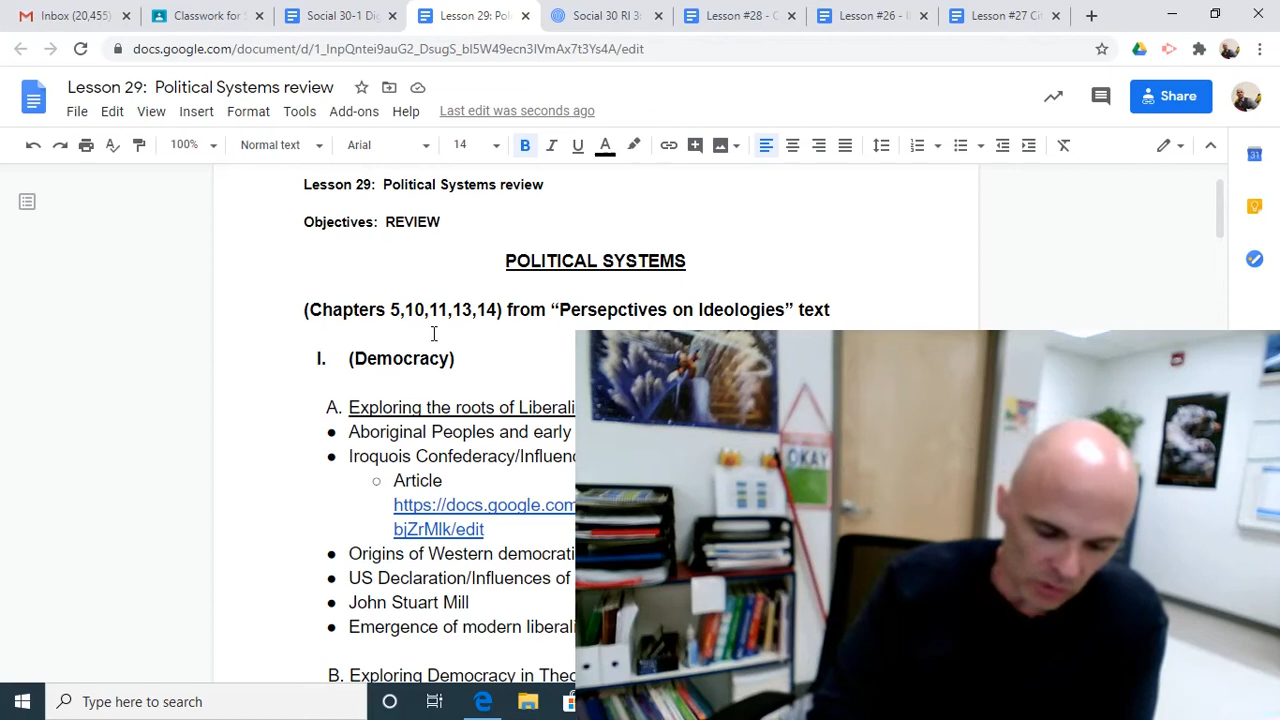 Inbox (20,455)
Classwork for
Social 30-1 Di
Lesson 29: Pol
Social 30 RI 3
Lesson #28 - C
Lesson #26 - I
Lesson #27 Cit
docs.google.com/document/d/1_InpQntei9auG2_DsugS_bI5W49ecn3IVmAx7t3Ys4A/edit
Lesson 29: Political Systems review
File Edit View Insert Format Tools Add-ons Help Last edit was seconds ago
Share
100% Normal text Arial 14 B I U A
31
Lesson 29: Political Systems review
Objectives: REVIEW
POLITICAL SYSTEMS
(Chapters 5,10,11,13,14) from “Persepctives on Ideologies” text
I. (Democracy)
A. Exploring the roots of Liberali
● Aboriginal Peoples and early
● Iroquois Confederacy/Influenc
○ Article
https://docs.google.com
bjZrMlk/edit
● Origins of Western democrati
● US Declaration/Influences of
● John Stuart Mill
● Emergence of modern liberali
B. Exploring Democracy in Theo
OKAY
Type here to search